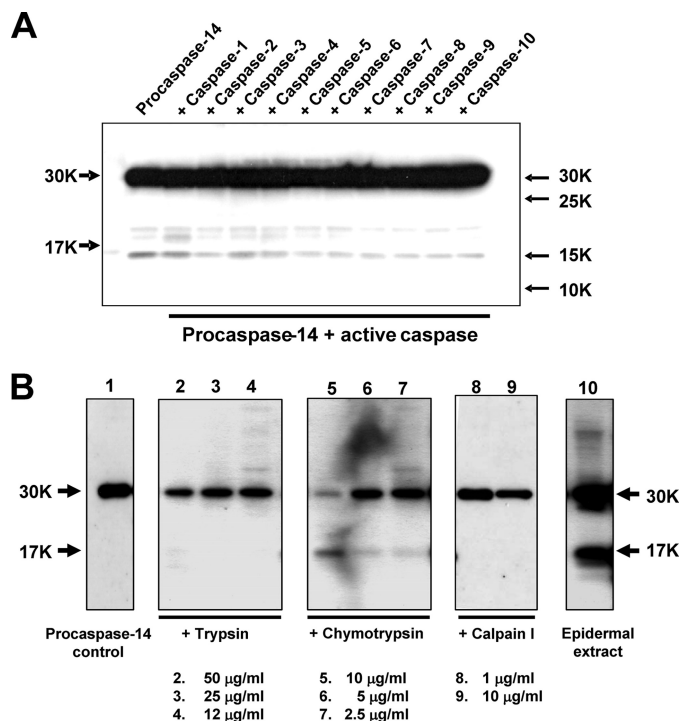 A
Procaspase-14
+ Caspase-1
+ Caspase-2
+ Caspase-3
+ Caspase-4
+ Caspase-5
+ Caspase-6
+ Caspase-7
+ Caspase-8
+ Caspase-9
+ Caspase-10
30K
17K
30K
25K
15K
10K
Procaspase-14 + active caspase
B
1
2 3 4
5 6 7
8 9
10
30K
17K
30K
17K
Procaspase-14
control
+ Trypsin
+ Chymotrypsin
+ Calpain I
Epidermal
extract
2. 50 µg/ml
3. 25 µg/ml
4. 12 µg/ml
5. 10 µg/ml
6. 5 µg/ml
7. 2.5 µg/ml
8. 1 µg/ml
9. 10 µg/ml